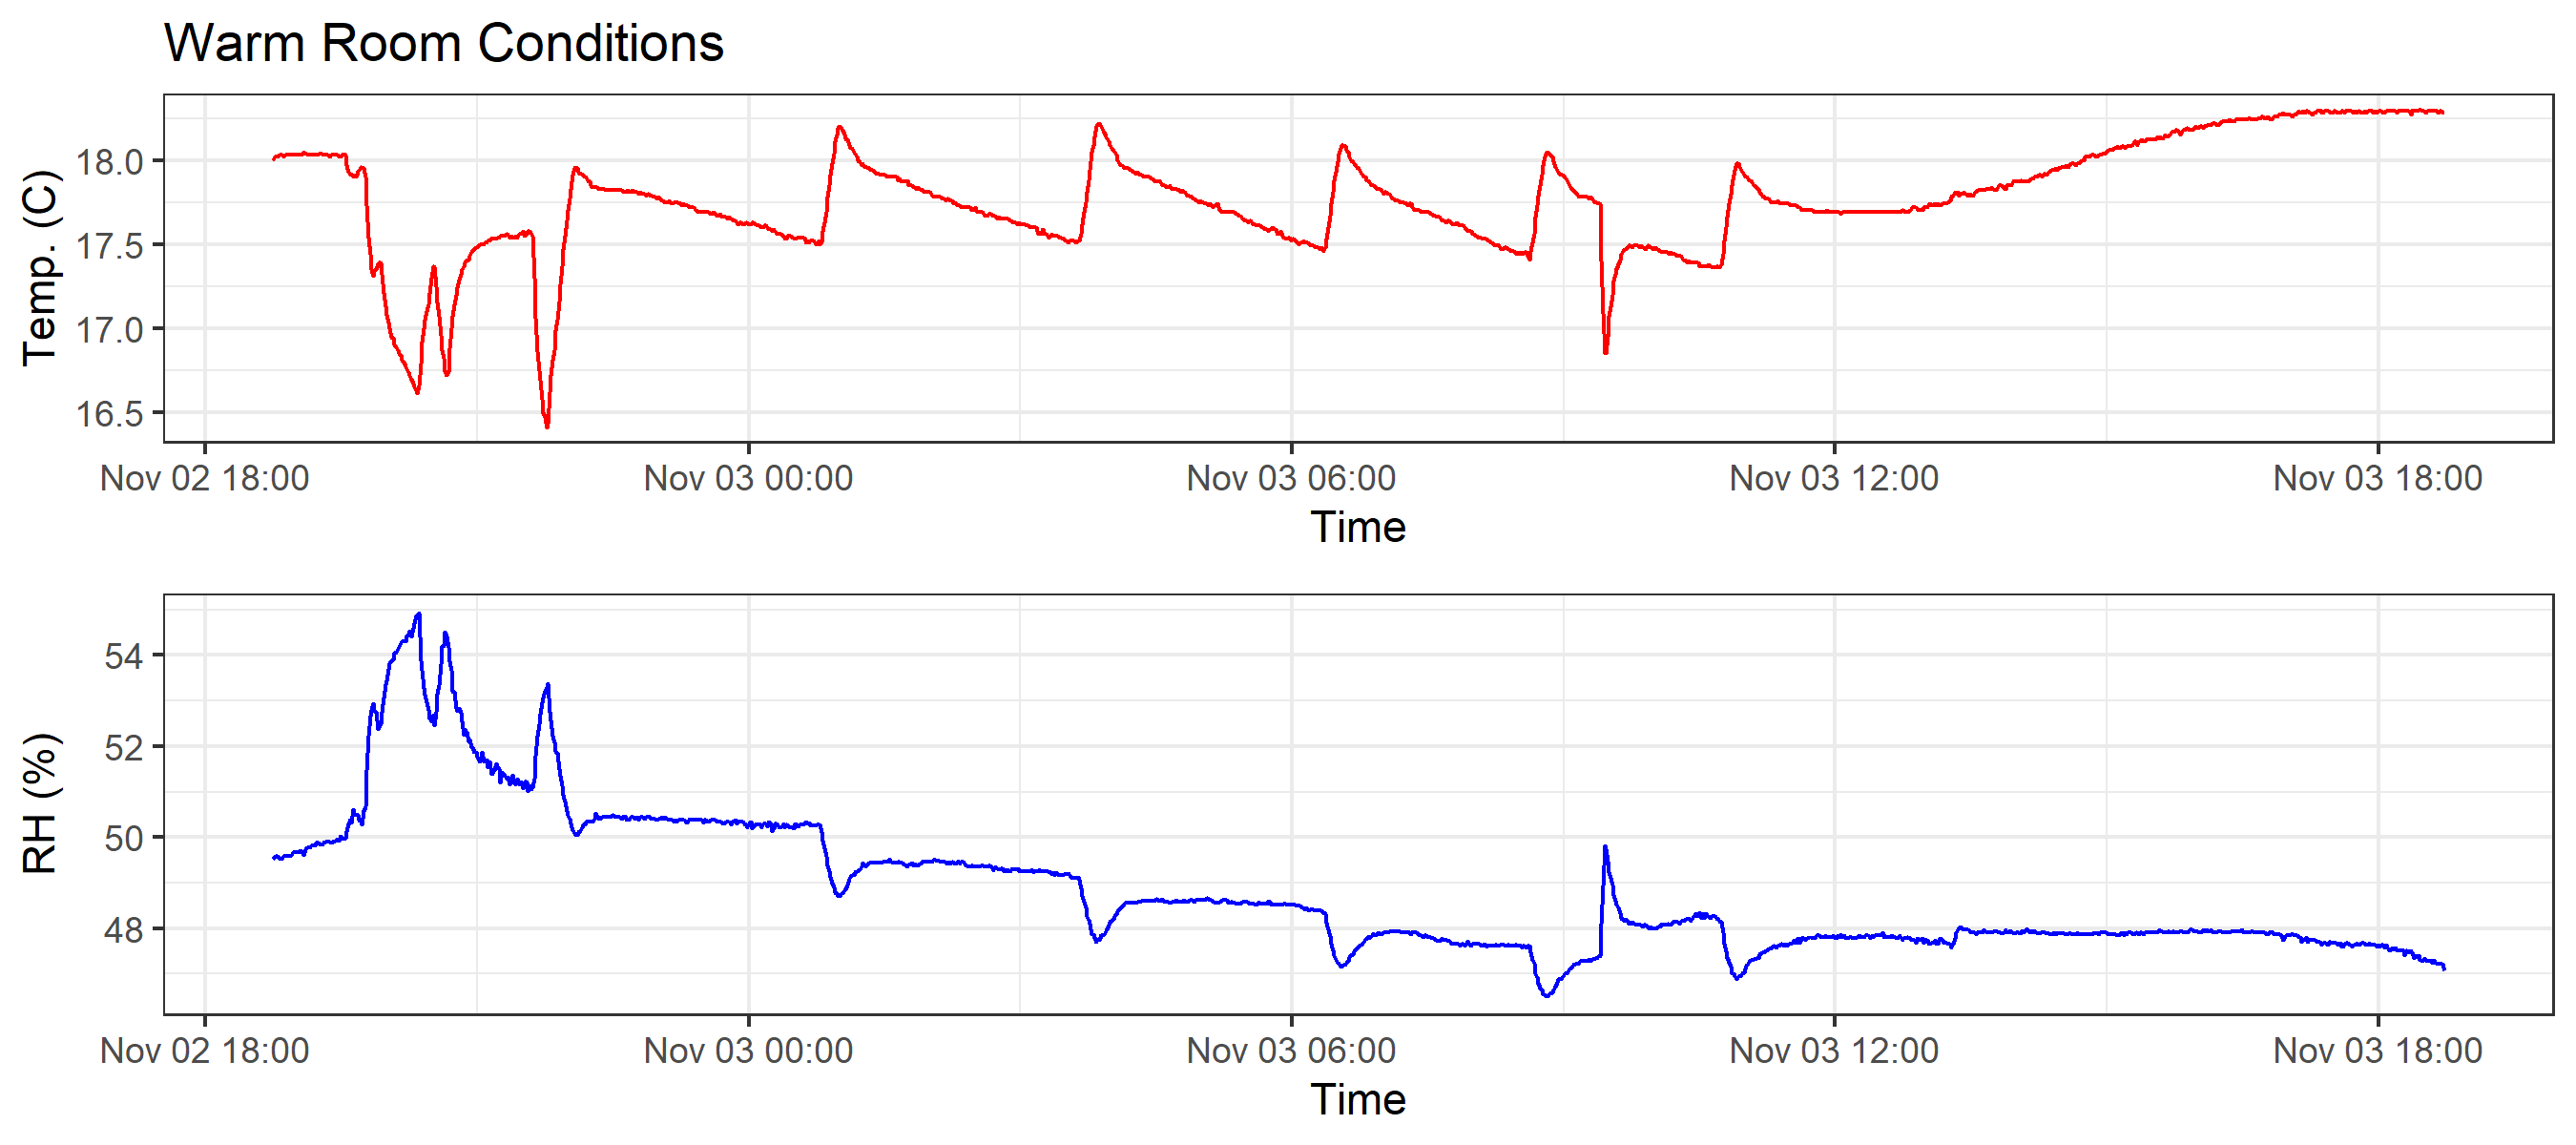 Warm Room Conditions
Temp. (C)
18.0
17.5
17.0
16.5
Nov 02 18:00 Nov 03 00:00 Nov 03 06:00 Nov 03 12:00 Nov 03 18:00
Time
RH (%)
54
52
50
48
Nov 02 18:00 Nov 03 00:00 Nov 03 06:00 Nov 03 12:00 Nov 03 18:00
Time